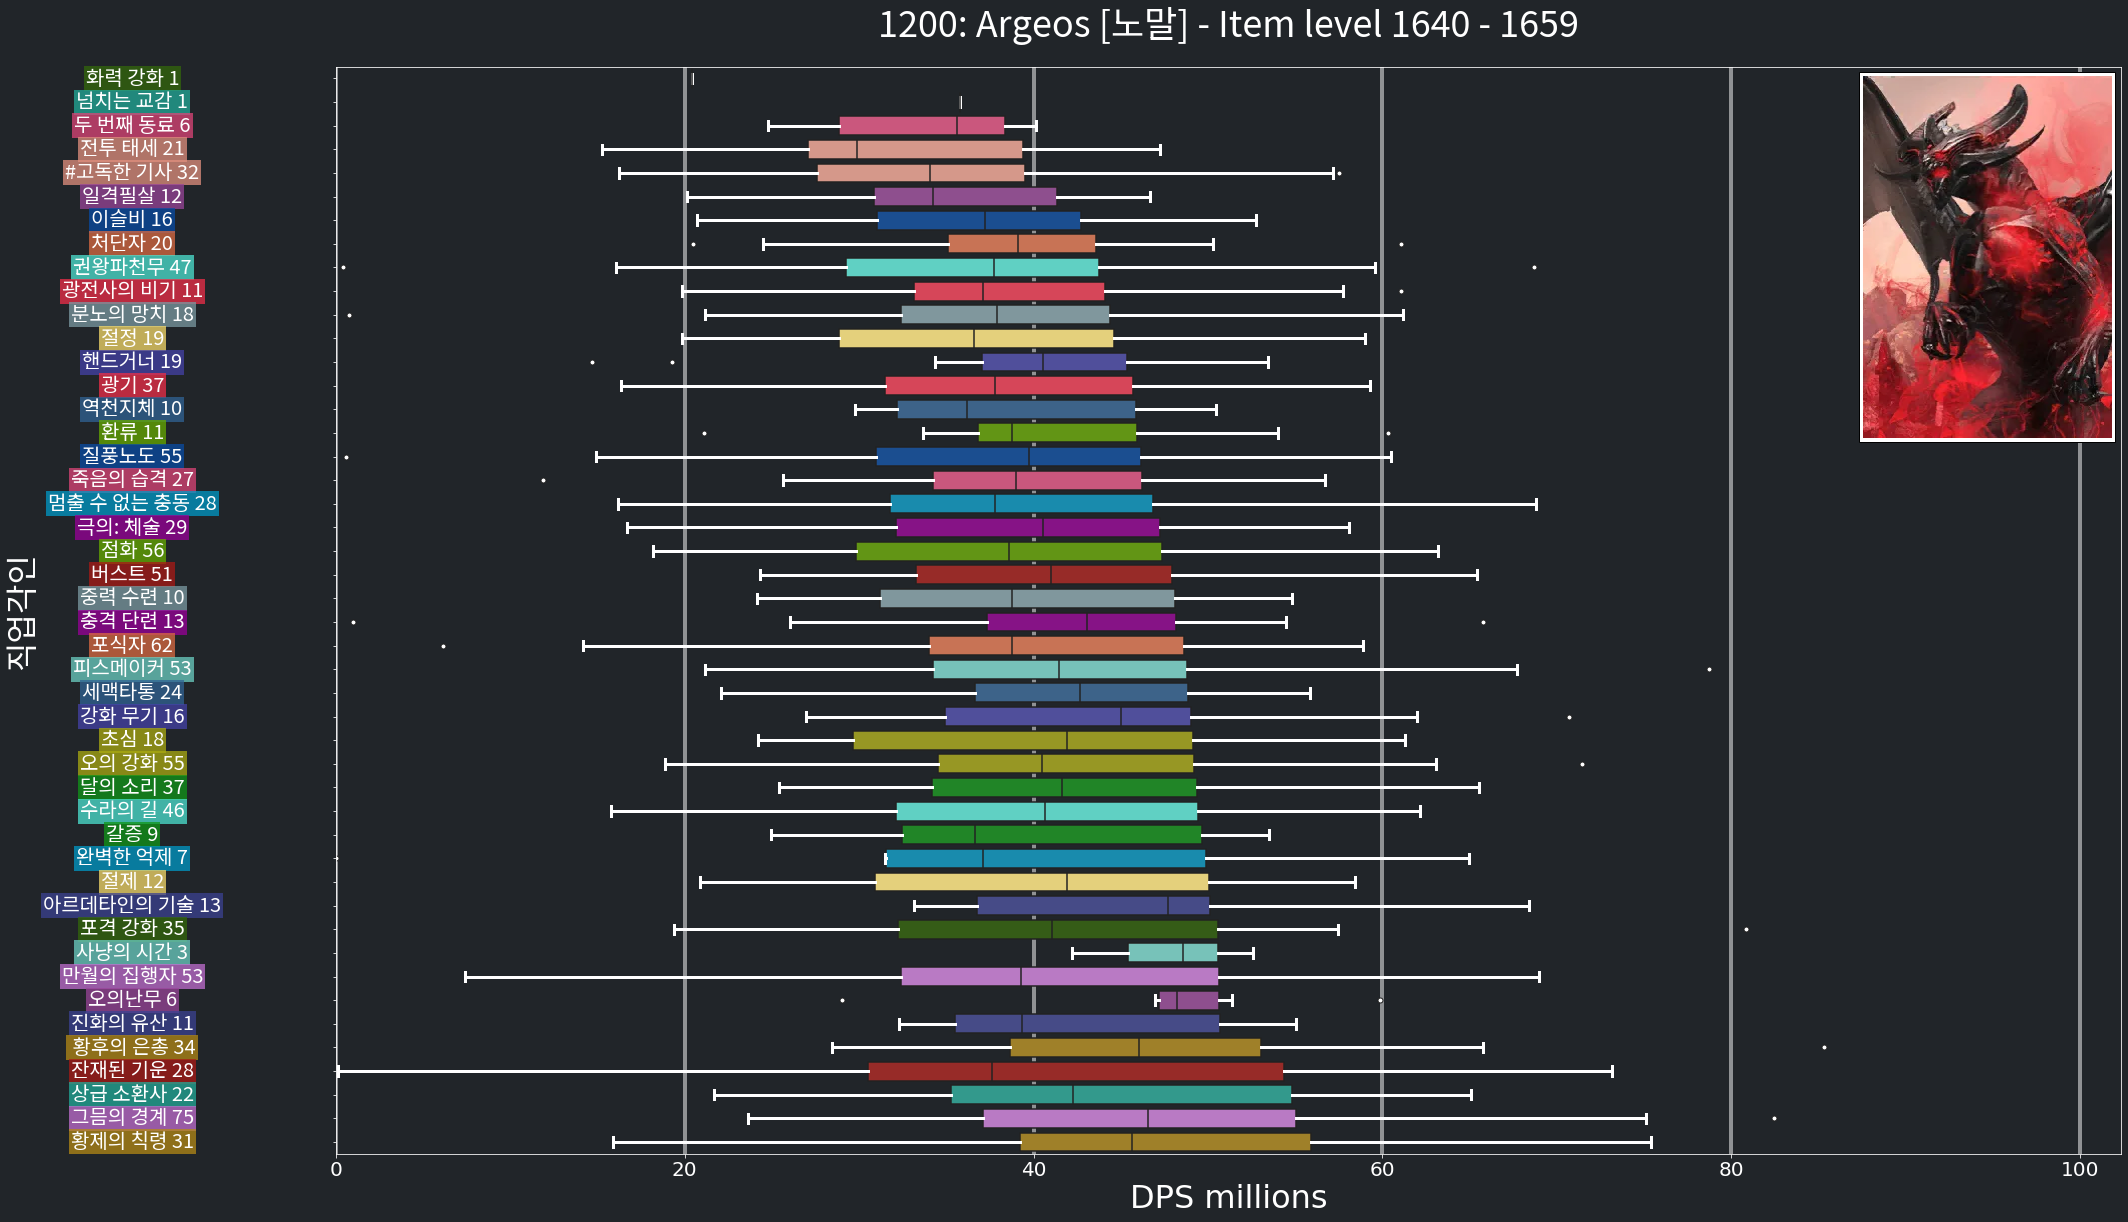 1200: Argeos [노말] - Item level 1640 - 1659
화력 강화 1
넘치는 교감 1
두 번째 동료 6
전투 태세 21
#고독한 기사 32
일격필살 12
이슬비 16
처단자 20
권왕파천무 47
광전사의 비기 11
분노의 망치 18
절정 19
핸드거너 19
광기 37
역천지체 10
환류 11
질풍노도 55
죽음의 습격 27
멈출 수 없는 충동 28
극의: 체술 29
점화 56
버스트 51
중력 수련 10
충격 단련 13
포식자 62
피스메이커 53
세맥타통 24
강화 무기 16
초심 18
오의 강화 55
달의 소리 37
수라의 길 46
갈증 9
완벽한 억제 7
절제 12
아르데타인의 기술 13
포격 강화 35
사냥의 시간 3
만월의 집행자 53
오의난무 6
진화의 유산 11
황후의 은총 34
잔재된 기운 28
상급 소환사 22
그믐의 경계 75
황제의 칙령 31
직업각인
0 20 40 60 80 100
DPS millions